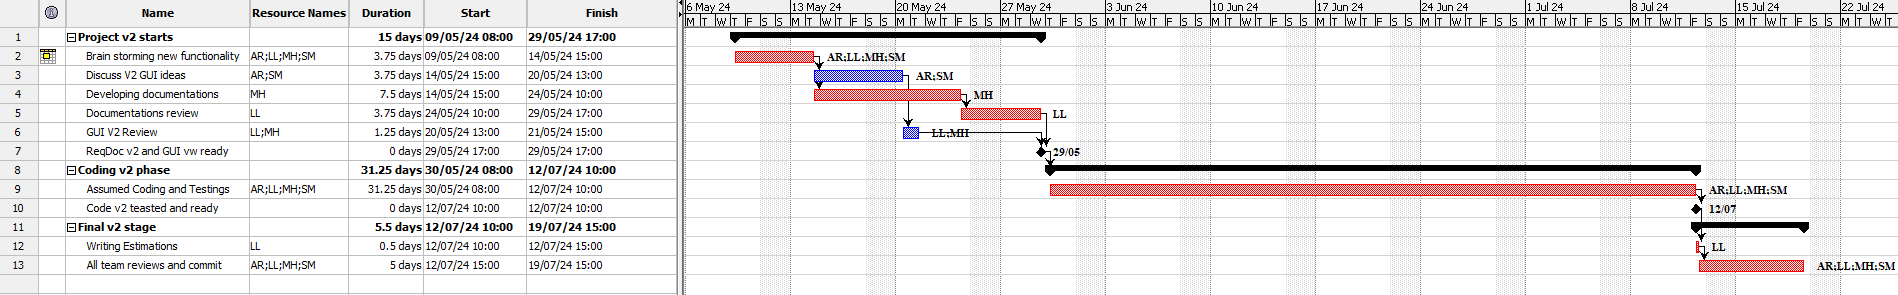 Name Resource Names Duration Start Finish
6 May 24 13 May 24 20 May 24 27 May 24 3 Jun 24 10 Jun 24 17 Jun 24 24 Jun 24 1 Jul 24 8 Jul 24 15 Jul 24 22 Jul 24
M T W T F S S M T W T F S S M T W T F S S M T W T F S S M T W T F S S M T W T F S S M T W T F S S M T W T F S S M T W T F S S M T W T F S S M T W T F S S M T W T
1 Project v2 starts 15 days 09/05/24 08:00 29/05/24 17:00
2 Brain storming new functionality AR;LL;MH;SM 3.75 days 09/05/24 08:00 14/05/24 15:00 AR;LL;MH;SM
3 Discuss V2 GUI ideas AR;SM 3.75 days 14/05/24 15:00 20/05/24 13:00 AR;SM
4 Developing documentations MH 7.5 days 14/05/24 15:00 24/05/24 10:00 MH
5 Documentations review LL 3.75 days 24/05/24 10:00 29/05/24 17:00 LL
6 GUI V2 Review LL;MH 1.25 days 20/05/24 13:00 21/05/24 15:00 LL;MH
7 ReqDoc v2 and GUI vw ready 0 days 29/05/24 17:00 29/05/24 17:00 29/05
8 Coding v2 phase 31.25 days 30/05/24 08:00 12/07/24 10:00
9 Assumed Coding and Testings AR;LL;MH;SM 31.25 days 30/05/24 08:00 12/07/24 10:00 AR;LL;MH;SM
10 Code v2 teasted and ready 0 days 12/07/24 10:00 12/07/24 10:00 12/07
11 Final v2 stage 5.5 days 12/07/24 10:00 19/07/24 15:00
12 Writing Estimations LL 0.5 days 12/07/24 10:00 12/07/24 15:00 LL
13 All team reviews and commit AR;LL;MH;SM 5 days 12/07/24 15:00 19/07/24 15:00 AR;LL;MH;SM